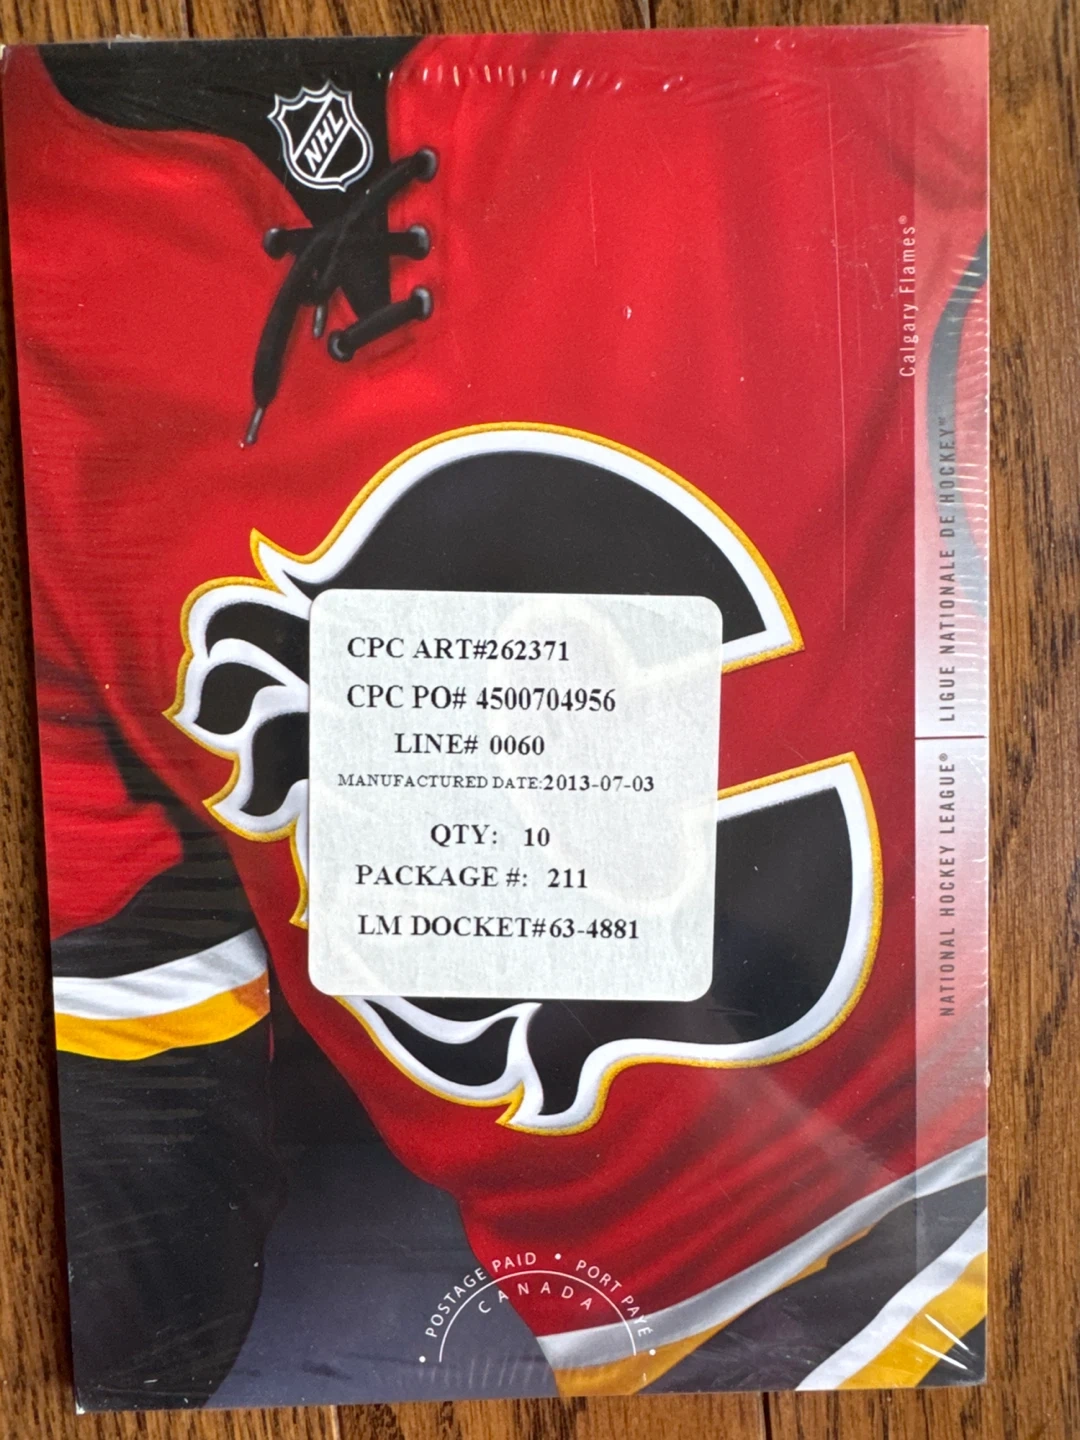 NHL
Calgary Flames®
LIGUE NATIONALE DE HOCKEY
NATIONAL HOCKEY LEAGUE®
CPC ART#262371
CPC PO# 4500704956
LINE# 0060
MANUFACTURED DATE:2013-07-03
QTY: 10
PACKAGE #: 211
LM DOCKET#63-4881
• POSTAGE PAID • PORT PAYÉ •
CANADA